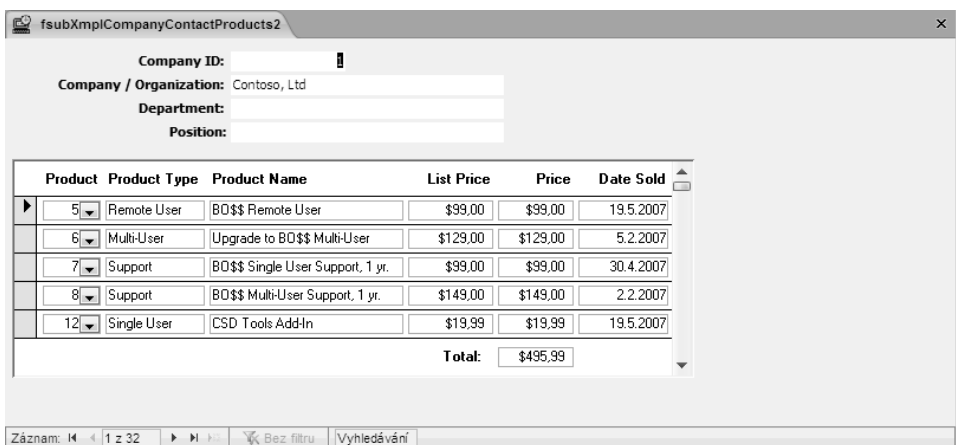 fsubXmplCompanyContactProducts2
Company ID: 1
Company / Organization: Contoso, Ltd
Department:
Position:
Product Product Type Product Name List Price Price Date Sold
5 Remote User BO$$ Remote User $99,00 $99,00 19.5.2007
6 Multi-User Upgrade to BO$$ Multi-User $129,00 $129,00 5.2.2007
7 Support BO$$ Single User Support, 1 yr. $99,00 $99,00 30.4.2007
8 Support BO$$ Multi-User Support, 1 yr. $149,00 $149,00 2.2.2007
12 Single User CSD Tools Add-In $19,99 $19,99 19.5.2007
Total: $495,99
Záznam: 1 z 32 Bez filtru Vyhledávání